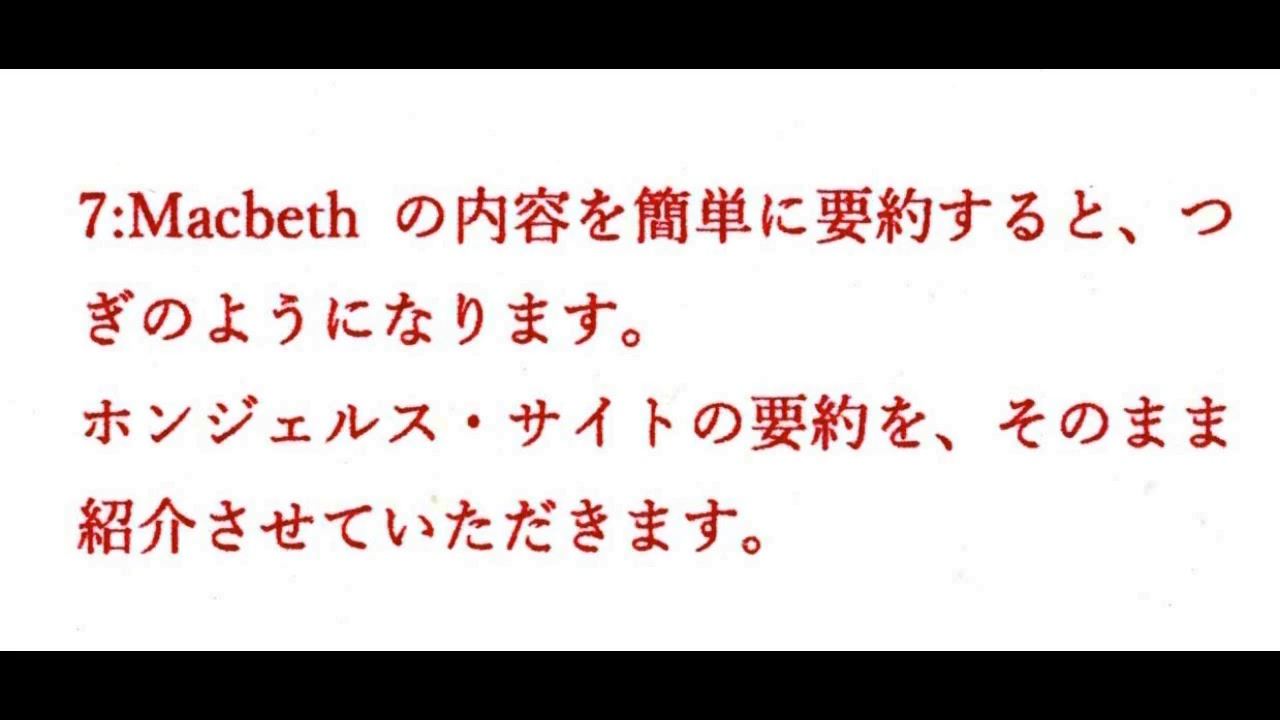 7:Macbeth の内容を簡単に要約すると、つ
ぎのようになります。
ホンジェルス・サイトの要約を、そのまま
紹介させていただきます。